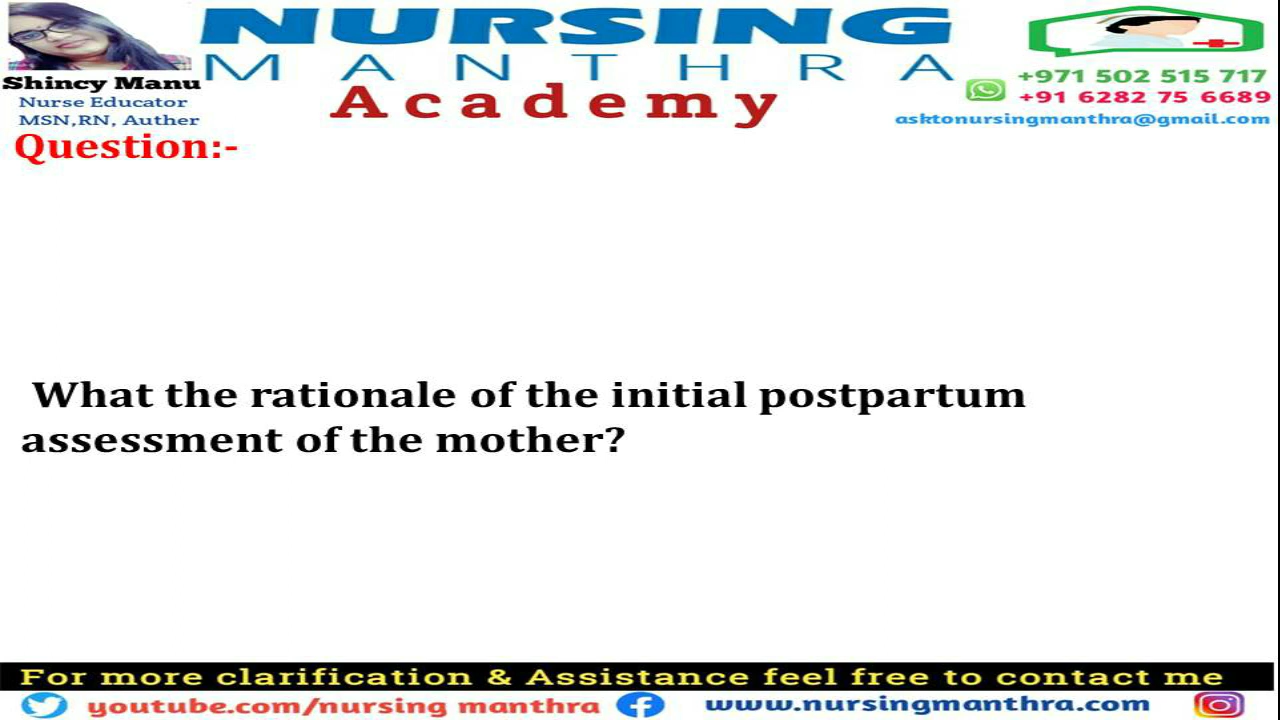 NURSING
MANTHRA
Academy
Shincy Manu
Nurse Educator
MSN,RN, Auther
+971 502 515 717
+91 6282 75 6689
asktonursingmanthra@gmail.com
Question:-
What the rationale of the initial postpartum
assessment of the mother?
For more clarification & Assistance feel free to contact me
youtube.com/nursing manthra
www.nursingmanthra.com